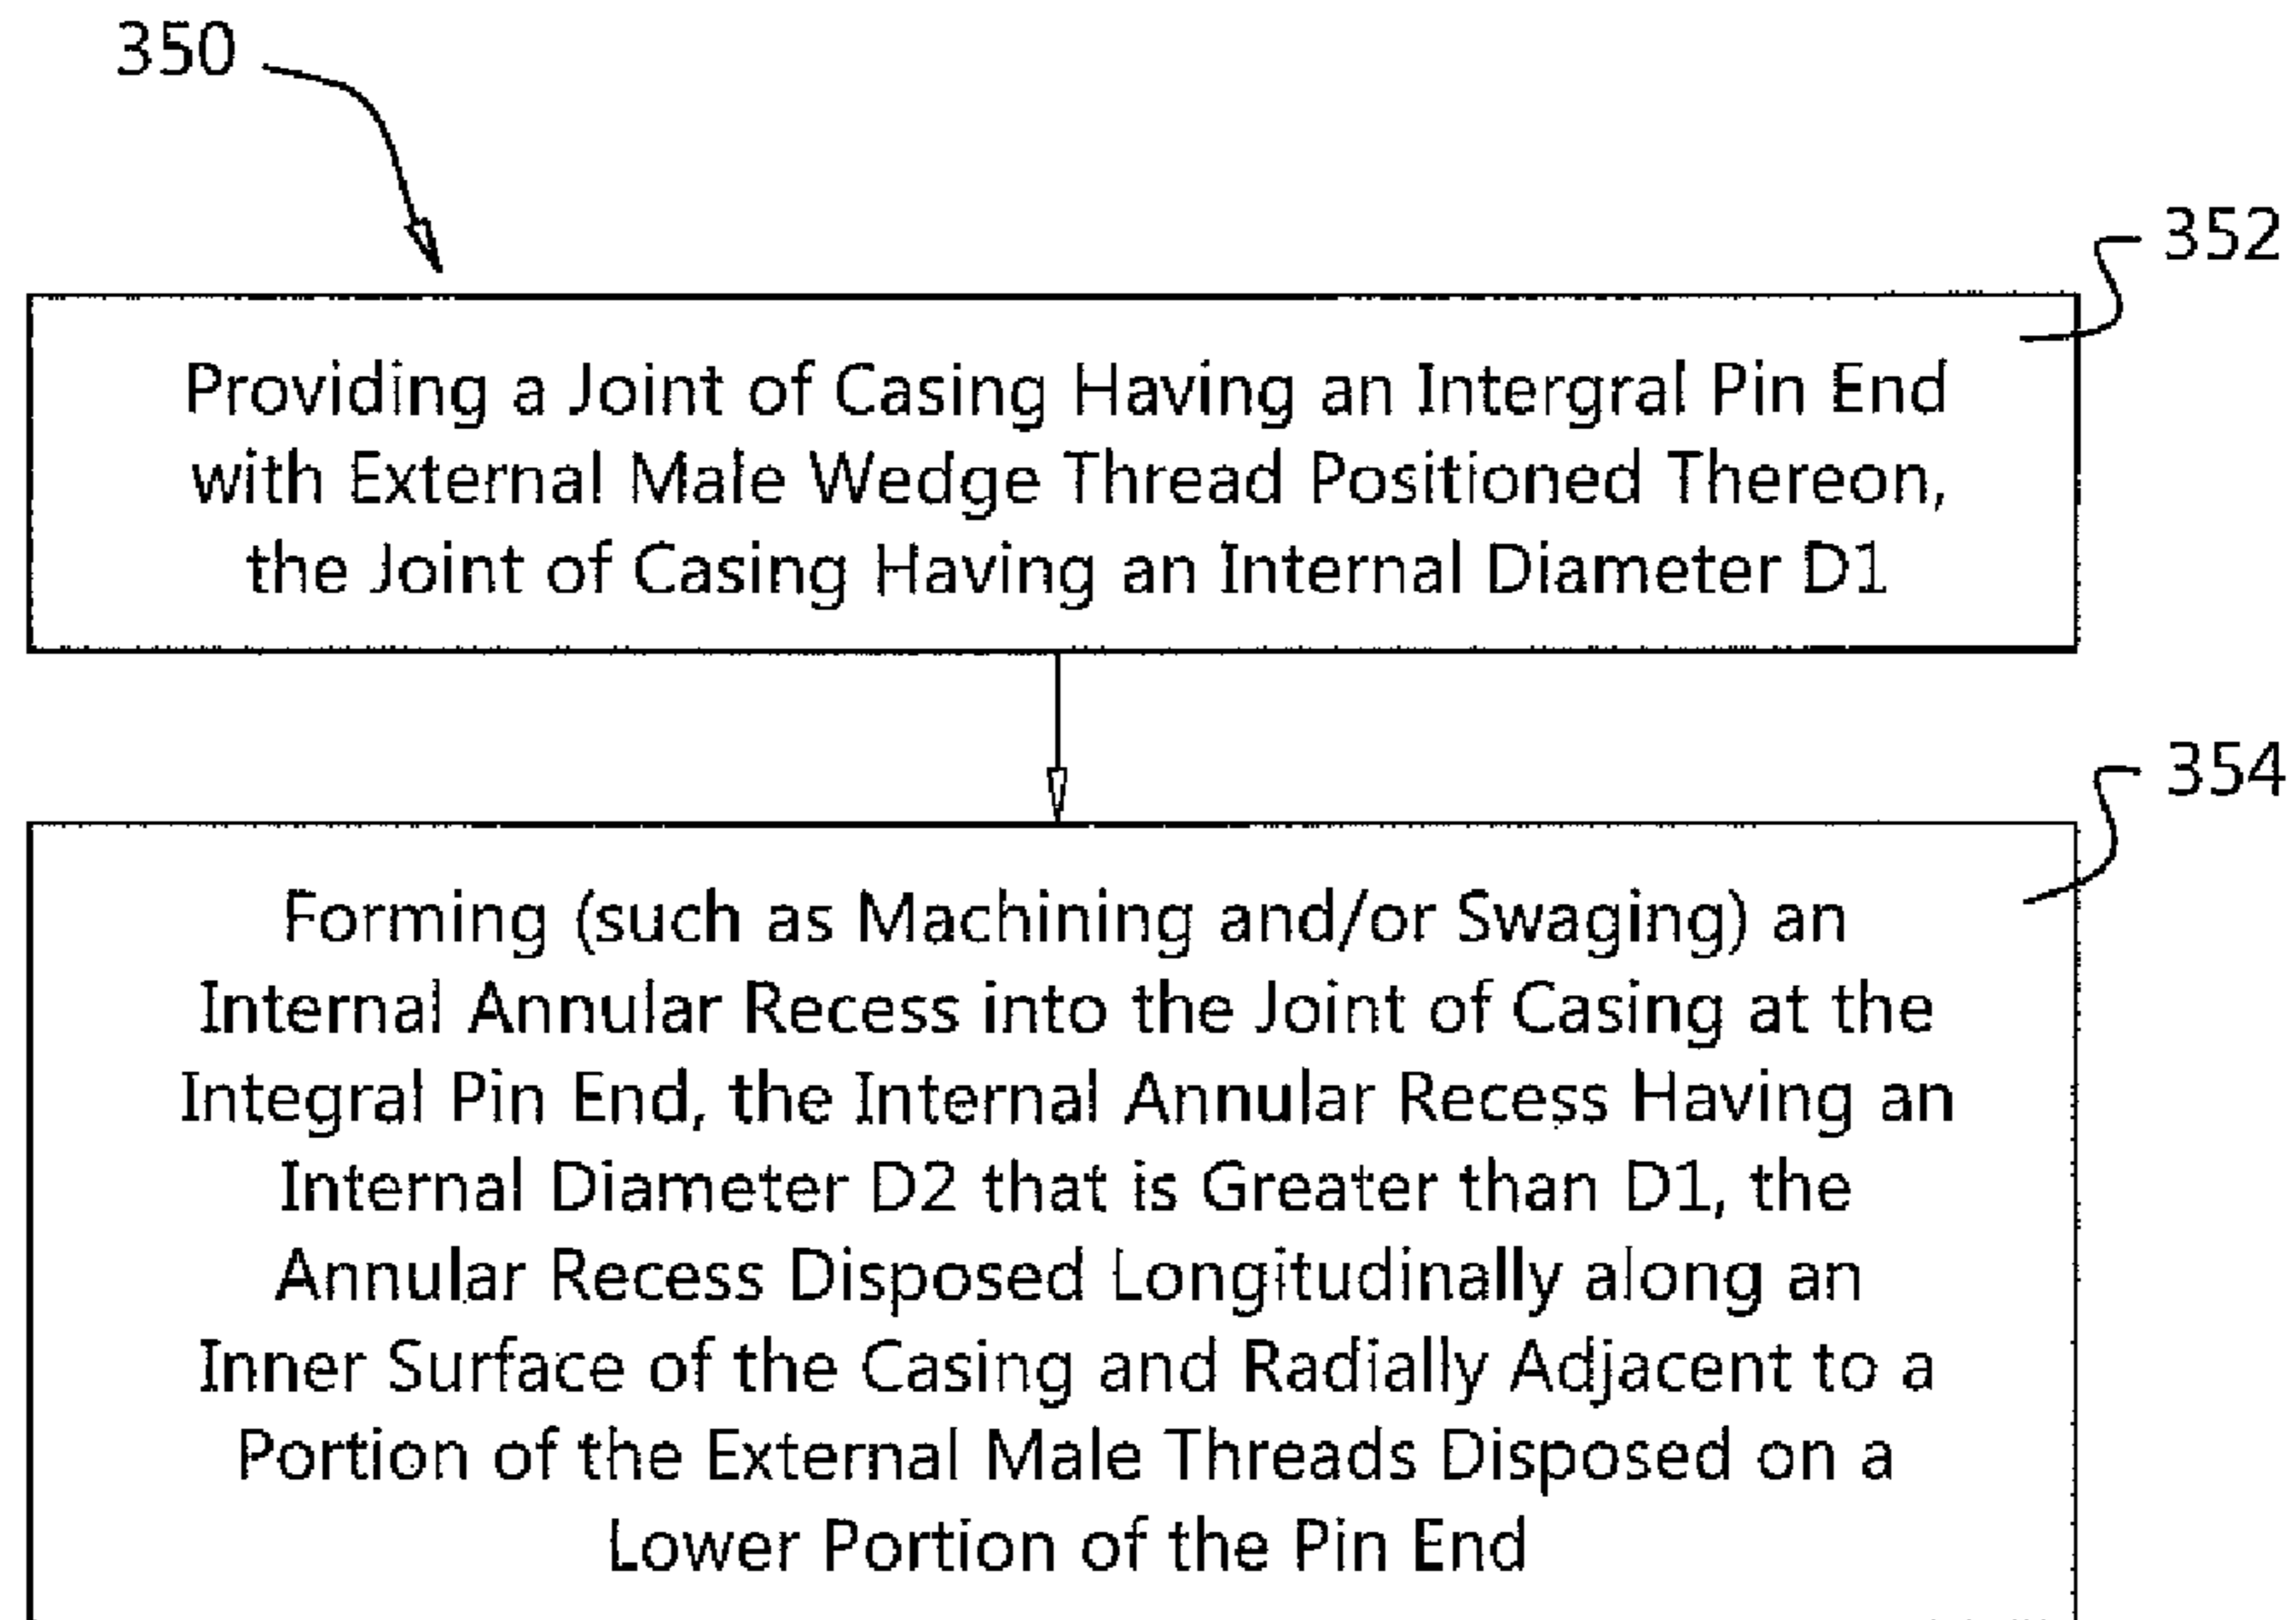 350
352
Providing a Joint of Casing Having an Intergral Pin End
with External Male Wedge Thread Positioned Thereon,
the Joint of Casing Having an Internal Diameter D1
354
Forming (such as Machining and/or Swaging) an
Internal Annular Recess into the Joint of Casing at the
Integral Pin End, the Internal Annular Recess Having an
Internal Diameter D2 that is Greater than D1, the
Annular Recess Disposed Longitudinally along an
Inner Surface of the Casing and Radially Adjacent to a
Portion of the External Male Threads Disposed on a
Lower Portion of the Pin End